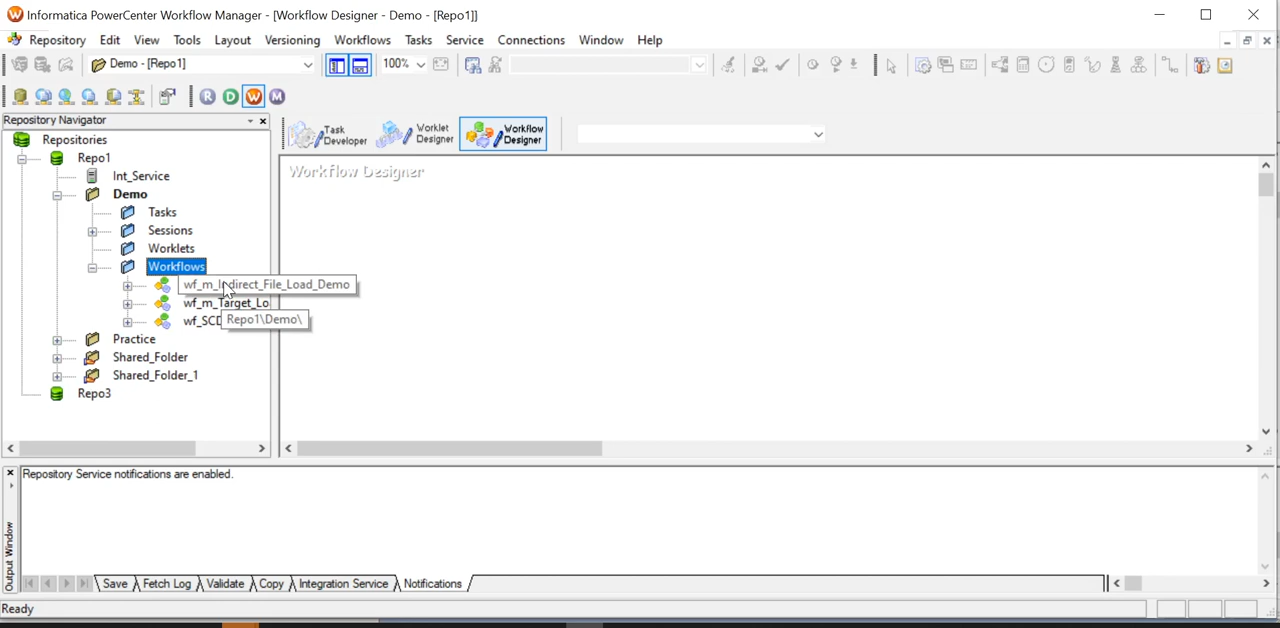 Informatica PowerCenter Workflow Manager - [Workflow Designer - Demo - [Repo1]]
Repository Edit View Tools Layout Versioning Workflows Tasks Service Connections Window Help
Demo - [Repo1] 100%
R D W M
Repository Navigator
Task Developer
Worklet Designer
Workflow Designer
Workflow Designer
Repositories
Repo1
Int_Service
Demo
Tasks
Sessions
Worklets
Workflows
wf_m_Indirect_File_Load_Demo
wf_m_Target_Lo
wf_SCD
Repo1\Demo\
Practice
Shared_Folder
Shared_Folder_1
Repo3
Repository Service notifications are enabled.
Output Window
Save Fetch Log Validate Copy Integration Service Notifications
Ready